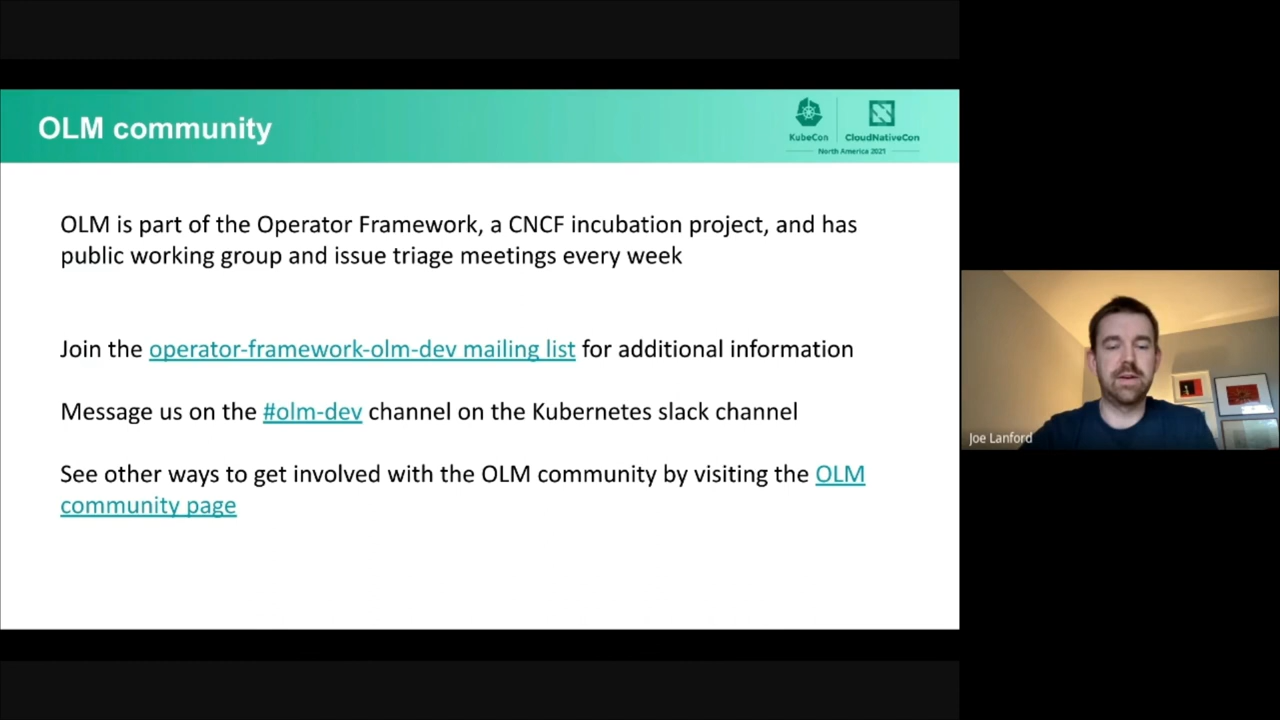 OLM community
KubeCon
CloudNativeCon
North America 2021
OLM is part of the Operator Framework, a CNCF incubation project, and has
public working group and issue triage meetings every week
Join the operator-framework-olm-dev mailing list for additional information
Message us on the #olm-dev channel on the Kubernetes slack channel
See other ways to get involved with the OLM community by visiting the OLM
community page
Joe Lanford